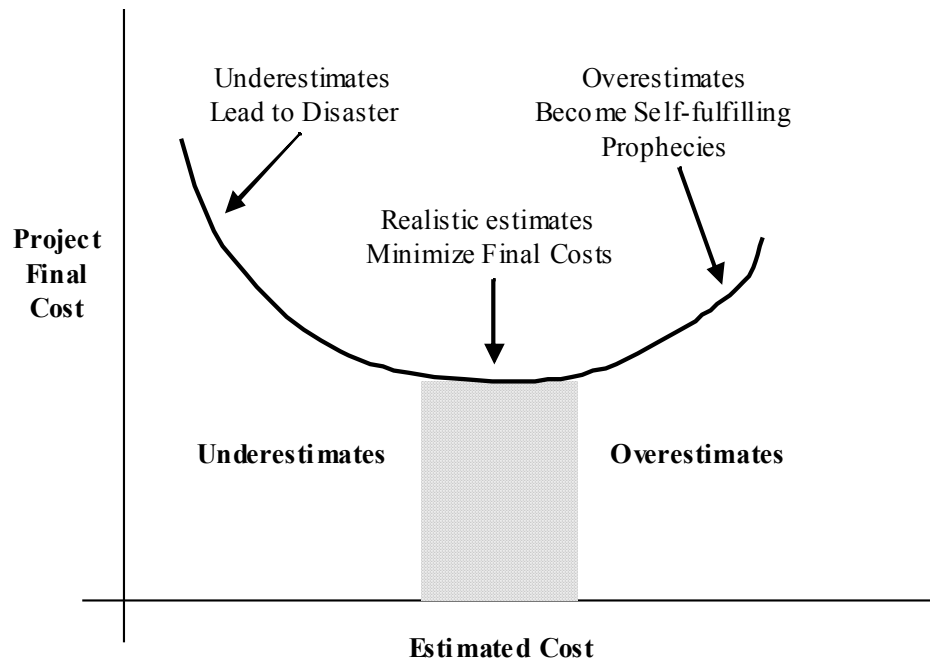 Underestimates
Lead to Disaster
Overestimates
Become Self-fulfilling
Prophecies
Realistic estimates
Minimize Final Costs
Project
Final
Cost
Underestimates
Overestimates
Estimated Cost